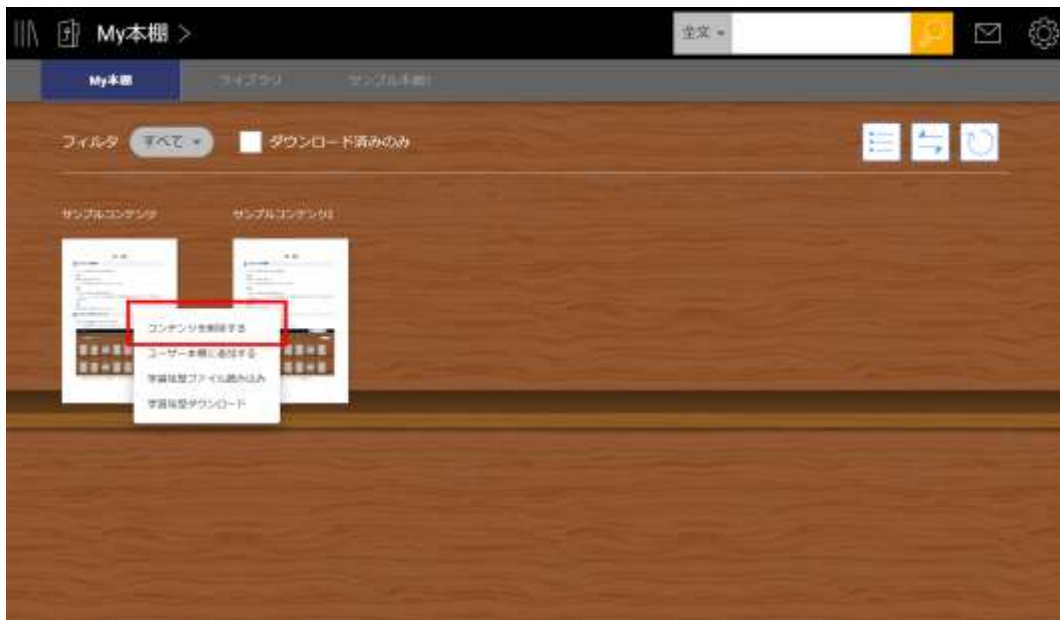 My本棚 >
全文
My本棚
ライブラリ
サンプル本棚1
フィルタ
すべて
ダウンロード済みのみ
サンプルコンテンツ
サンプルコンテンツ2
コンテンツを削除する
ユーザー本棚に追加する
学習履歴ファイル読み込み
学習履歴ダウンロード